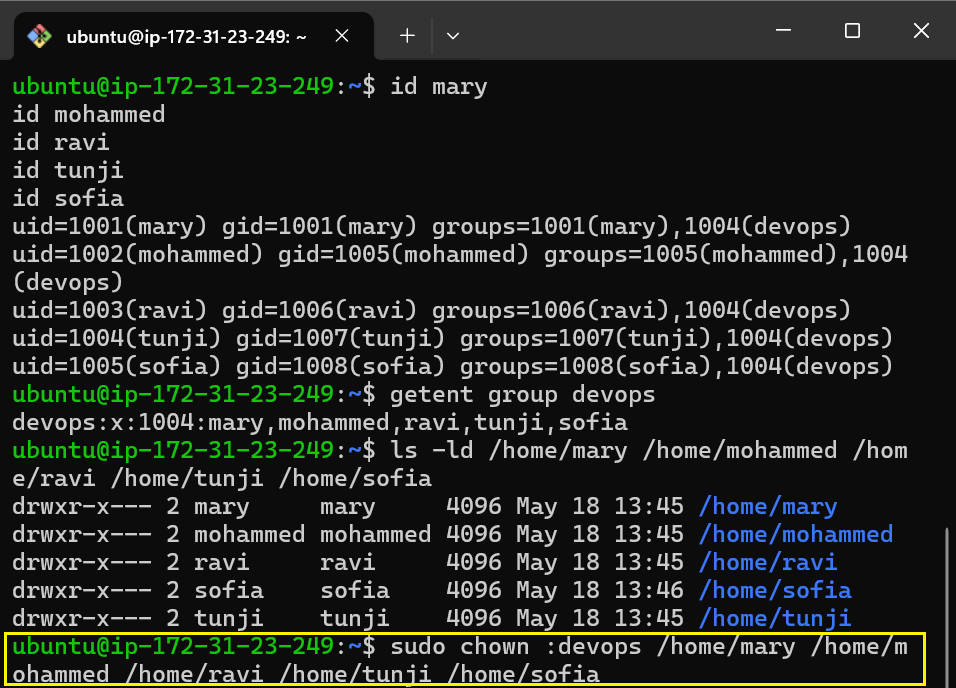 ubuntu@ip-172-31-23-249: ~
ubuntu@ip-172-31-23-249:~$ id mary
id mohammed
id ravi
id tunji
id sofia
uid=1001(mary) gid=1001(mary) groups=1001(mary),1004(devops)
uid=1002(mohammed) gid=1005(mohammed) groups=1005(mohammed),1004
(devops)
uid=1003(ravi) gid=1006(ravi) groups=1006(ravi),1004(devops)
uid=1004(tunji) gid=1007(tunji) groups=1007(tunji),1004(devops)
uid=1005(sofia) gid=1008(sofia) groups=1008(sofia),1004(devops)
ubuntu@ip-172-31-23-249:~$ getent group devops
devops:x:1004:mary,mohammed,ravi,tunji,sofia
ubuntu@ip-172-31-23-249:~$ ls -ld /home/mary /home/mohammed /hom
e/ravi /home/tunji /home/sofia
drwxr-x--- 2 mary     mary     4096 May 18 13:45 /home/mary
drwxr-x--- 2 mohammed mohammed 4096 May 18 13:45 /home/mohammed
drwxr-x--- 2 ravi     ravi     4096 May 18 13:45 /home/ravi
drwxr-x--- 2 sofia    sofia    4096 May 18 13:46 /home/sofia
drwxr-x--- 2 tunji    tunji    4096 May 18 13:45 /home/tunji
ubuntu@ip-172-31-23-249:~$ sudo chown :devops /home/mary /home/m
ohammed /home/ravi /home/tunji /home/sofia